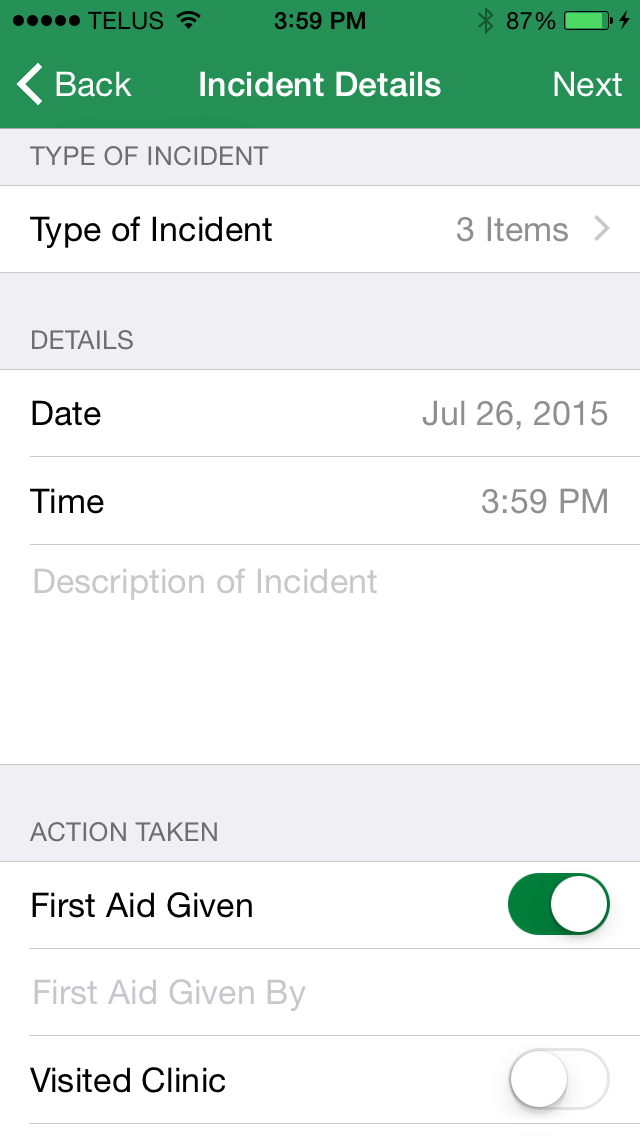 TELUS 3:59 PM 87%
Back Incident Details Next
TYPE OF INCIDENT
Type of Incident 3 Items
DETAILS
Date Jul 26, 2015
Time 3:59 PM
Description of Incident
ACTION TAKEN
First Aid Given
First Aid Given By
Visited Clinic